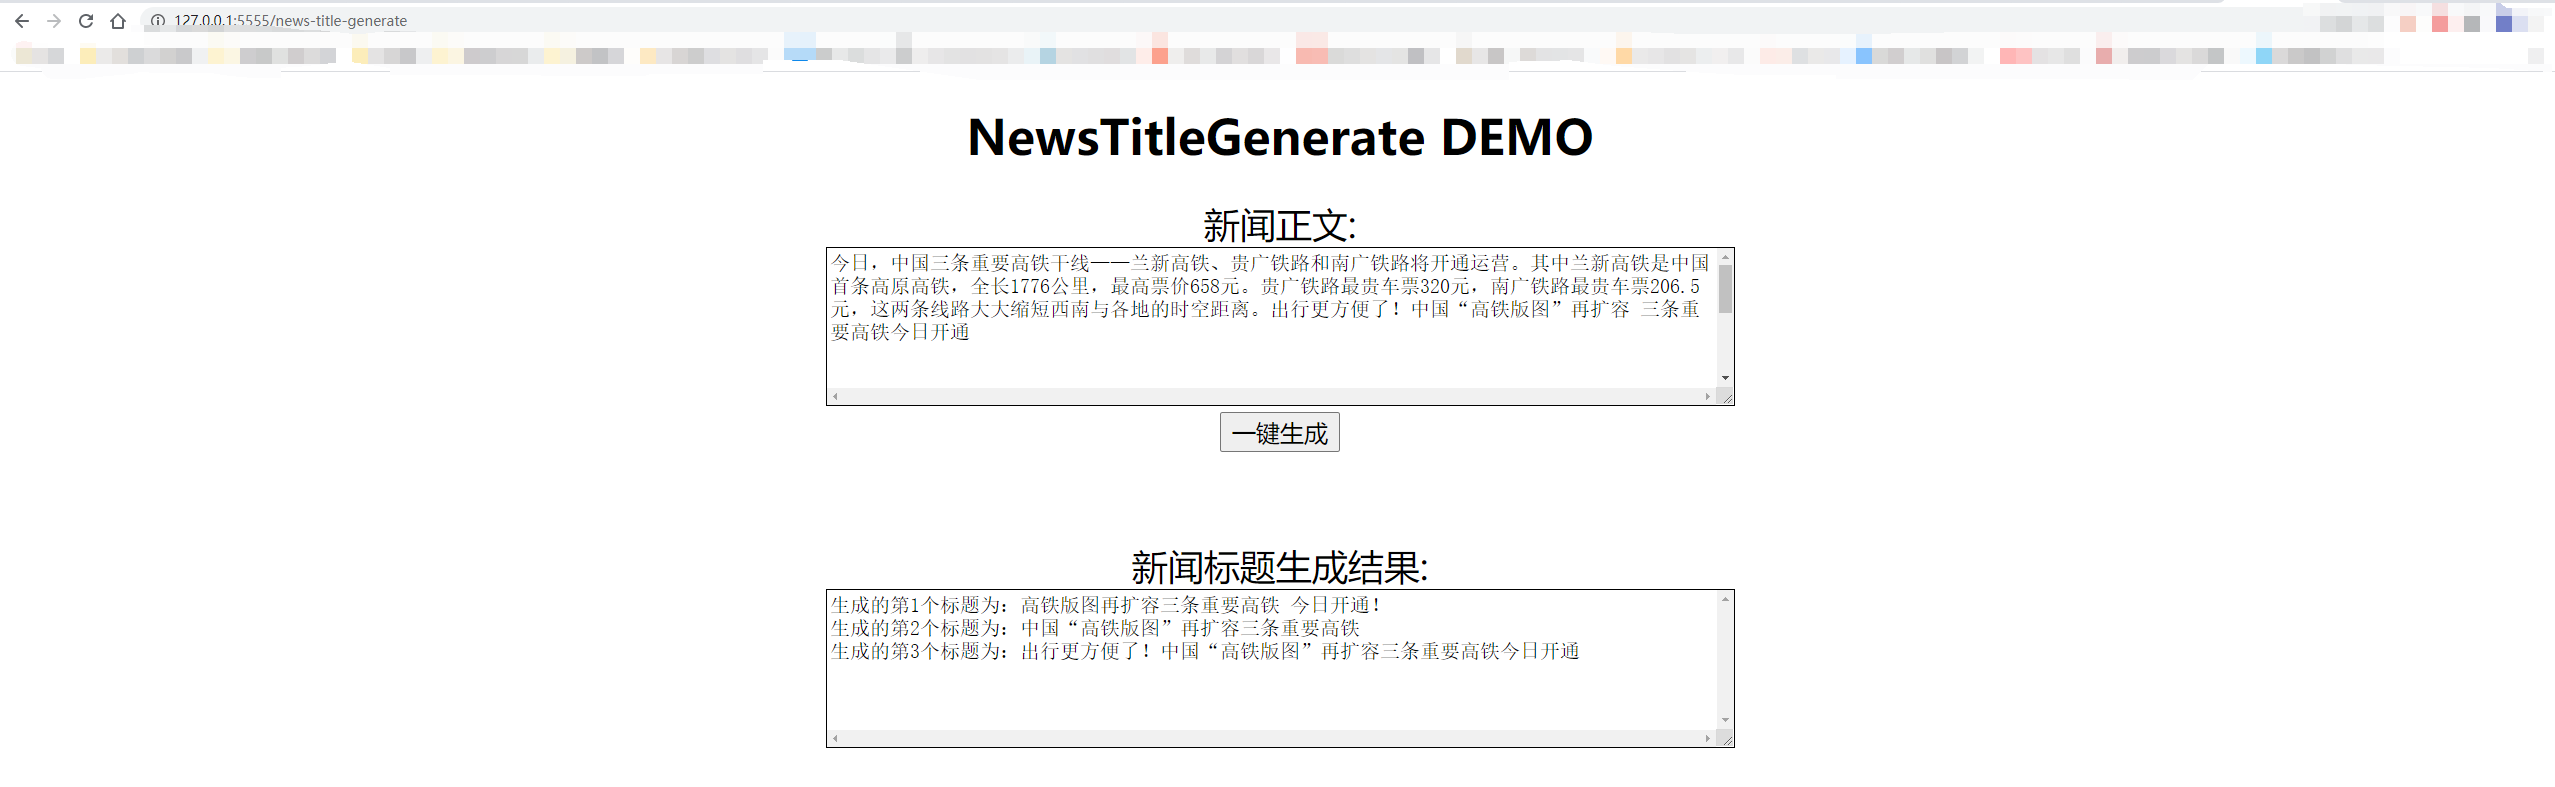 127.0.0.1:5555/news-title-generate
NewsTitleGenerate DEMO
新闻正文:
今日，中国三条重要高铁干线——兰新高铁、贵广铁路和南广铁路将开通运营。其中兰新高铁是中国
首条高原高铁，全长1776公里，最高票价658元。贵广铁路最贵车票320元，南广铁路最贵车票206.5
元，这两条线路大大缩短西南与各地的时空距离。出行更方便了！中国“高铁版图”再扩容 三条重
要高铁今日开通
一键生成
新闻标题生成结果:
生成的第1个标题为：高铁版图再扩容三条重要高铁 今日开通！
生成的第2个标题为：中国“高铁版图”再扩容三条重要高铁
生成的第3个标题为：出行更方便了！中国“高铁版图”再扩容三条重要高铁今日开通